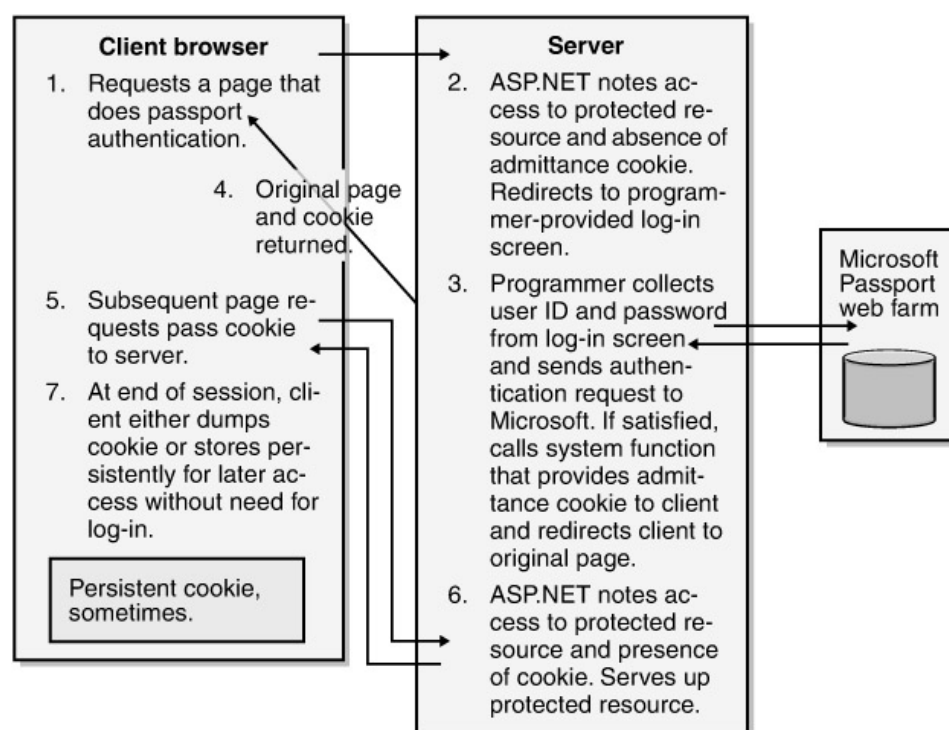 Client browser
1. Requests a page that
does passport
authentication.
4. Original page
and cookie
returned.
5. Subsequent page re-
quests pass cookie
to server.
7. At end of session, cli-
ent either dumps
cookie or stores per-
sistently for later ac-
cess without need for
log-in.
Persistent cookie,
sometimes.
Server
2. ASP.NET notes ac-
cess to protected re-
source and absence of
admittance cookie.
Redirects to program-
mer-provided log-in
screen.
3. Programmer collects
user ID and password
from log-in screen
and sends authen-
tication request to
Microsoft. If satisfied,
calls system function
that provides admit-
tance cookie to client
and redirects client to
original page.
6. ASP.NET notes ac-
cess to protected re-
source and presence
of cookie. Serves up
protected resource.
Microsoft
Passport
web farm